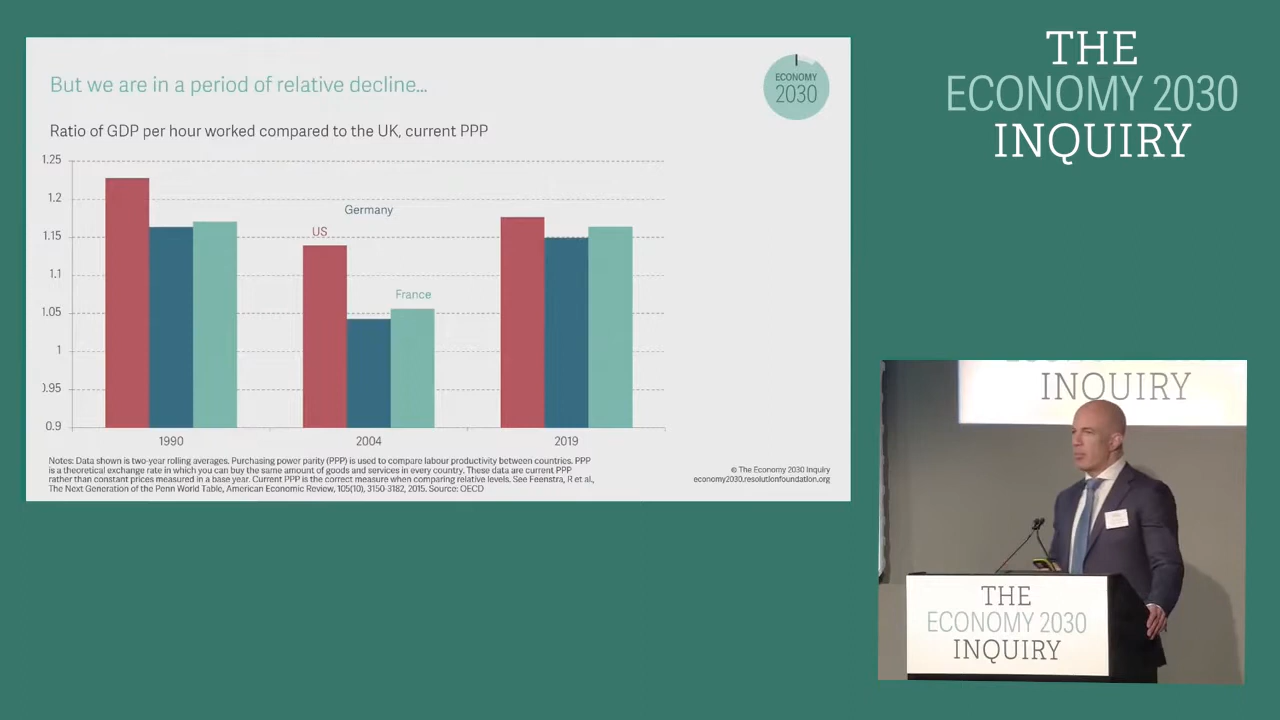 But we are in a period of relative decline...
ECONOMY
2030
Ratio of GDP per hour worked compared to the UK, current PPP
1.25
1.2
1.15
1.1
1.05
1
).95
0.9
US
Germany
France
1990
2004
2019
Notes: Data shown is two-year rolling averages. Purchasing power parity (PPP) is used to compare labour productivity between countries. PPP
is a theoretical exchange rate in which you can buy the same amount of goods and services in every country. These data are current PPP
rather than constant prices measured in a base year. Current PPP is the correct measure when comparing relative levels. See Feenstra, R et al.,
The Next Generation of the Penn World Table, American Economic Review, 105(10), 3150-3182, 2015. Source: OECD
© The Economy 2030 Inquiry
economy2030.resolutionfoundation.org
THE
ECONOMY 2030
INQUIRY
INQUIRY
THE
ECONOMY 2030
INQUIRY